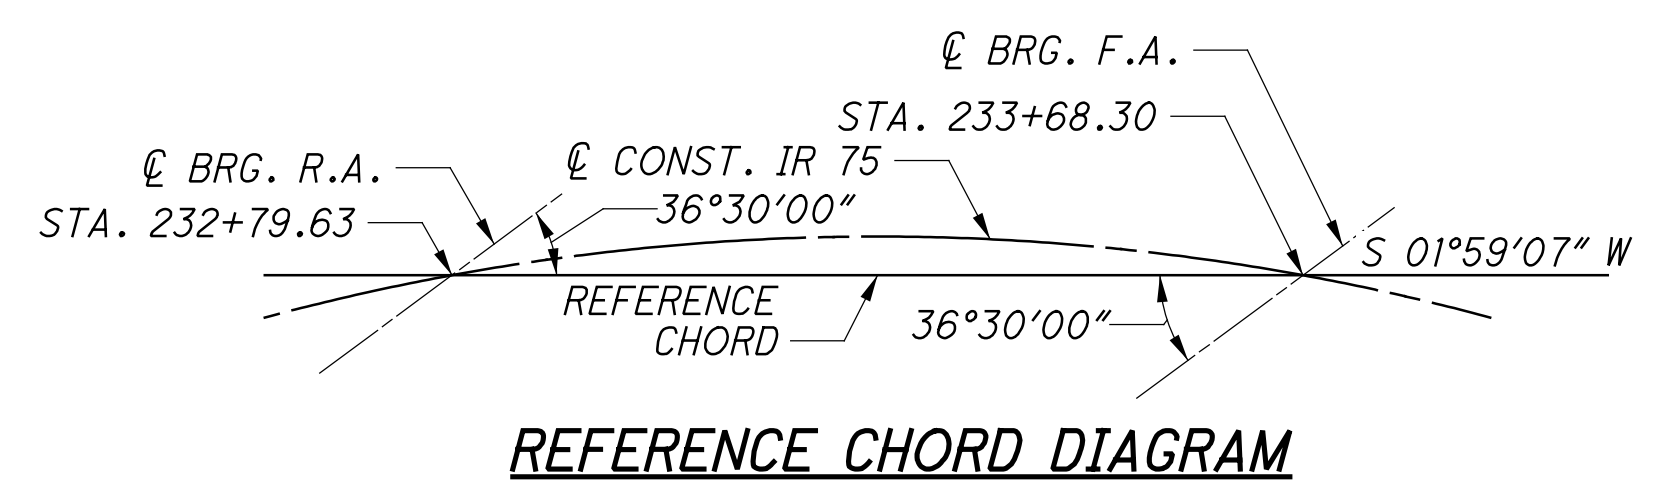 ℄ BRG. F.A.
STA. 233+68.30
℄ BRG. R.A.
℄ CONST. IR 75
36°30'00"
STA. 232+79.63
S 01°59'07" W
REFERENCE
CHORD
36°30'00"
REFERENCE CHORD DIAGRAM